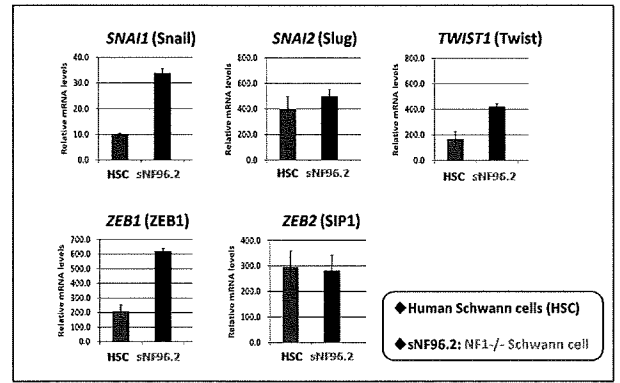 SNAI1 (Snail)
Relative mRNA levels
40.0
30.0
20.0
10.0
0.0
HSC sNF96.2
SNAI2 (Slug)
Relative mRNA levels
800.0
600.0
400.0
200.0
0.0
HSC sNF96.2
TWIST1 (Twist)
Relative mRNA levels
800.0
600.0
400.0
200.0
0.0
HSC sNF96.2
ZEB1 (ZEB1)
Relative mRNA levels
700.0
600.0
500.0
400.0
300.0
200.0
100.0
0.0
HSC sNF96.2
ZEB2 (SIP1)
Relative mRNA levels
400.0
300.0
200.0
100.0
0.0
HSC sNF96.2
◆Human Schwann cells (HSC)
◆sNF96.2: NF1-/- Schwann cell